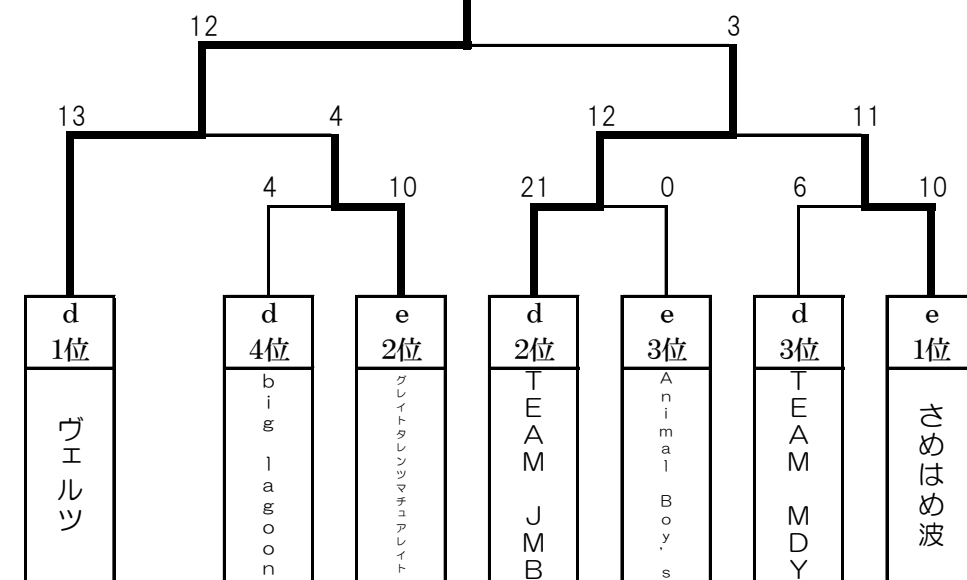 12 3
13 4 12 11
4 10 21 0 6 10
d d e d e d e
1位 4位 2位 2位 3位 3位 1位
ヴェルツ
big lagoon
グレイトタレンツマチュアレイト
TEAM JMB
Animal Boy's
TEAM MDY
さめはめ波